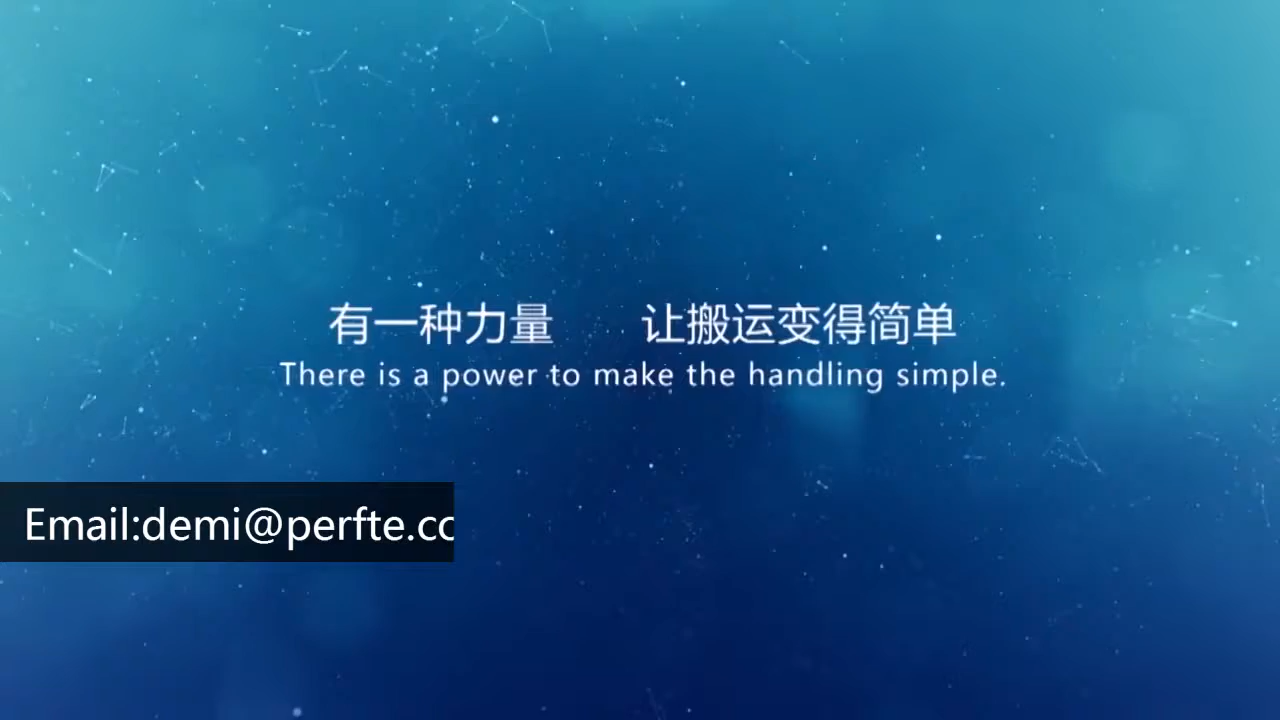 有一种力量 让搬运变得简单
There is a power to make the handling simple.
Email:demi@perfte.cc